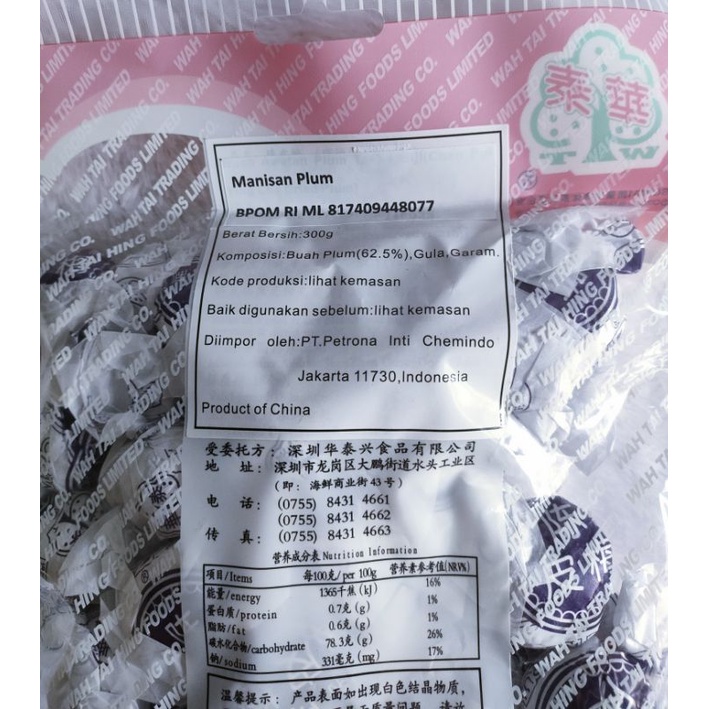 泰華
T W
WAH TAI HING FOODS LIMITED
WAH TAI TRADING CO.
Manisan Plum
BPOM RI ML 817409448077
Berat Bersih:300g
Komposisi:Buah Plum(62.5%),Gula,Garam.
Kode produksi:lihat kemasan
Baik digunakan sebelum:lihat kemasan
Diimpor oleh:PT.Petrona Inti Chemindo
Jakarta 11730,Indonesia
Product of China
受委托方：深圳华泰兴食品有限公司
地 址：深圳市龙岗区大鹏街道水头工业区
(即：海鲜商业街43号)
电 话：(0755) 8431 4661
(0755) 8431 4662
传 真：(0755) 8431 4663
营养成分表 Nutrition Information
项目/Items 每100克/per 100g 营养素参考值(NRV%)
能量/energy 1365千焦(kJ) 16%
蛋白质/protein 0.7克(g) 1%
脂肪/fat 0.6克(g) 1%
碳水化合物/carbohydrate 78.3克(g) 26%
钠/sodium 331毫克(mg) 17%
温馨提示：产品表面如出现白色结晶物质，